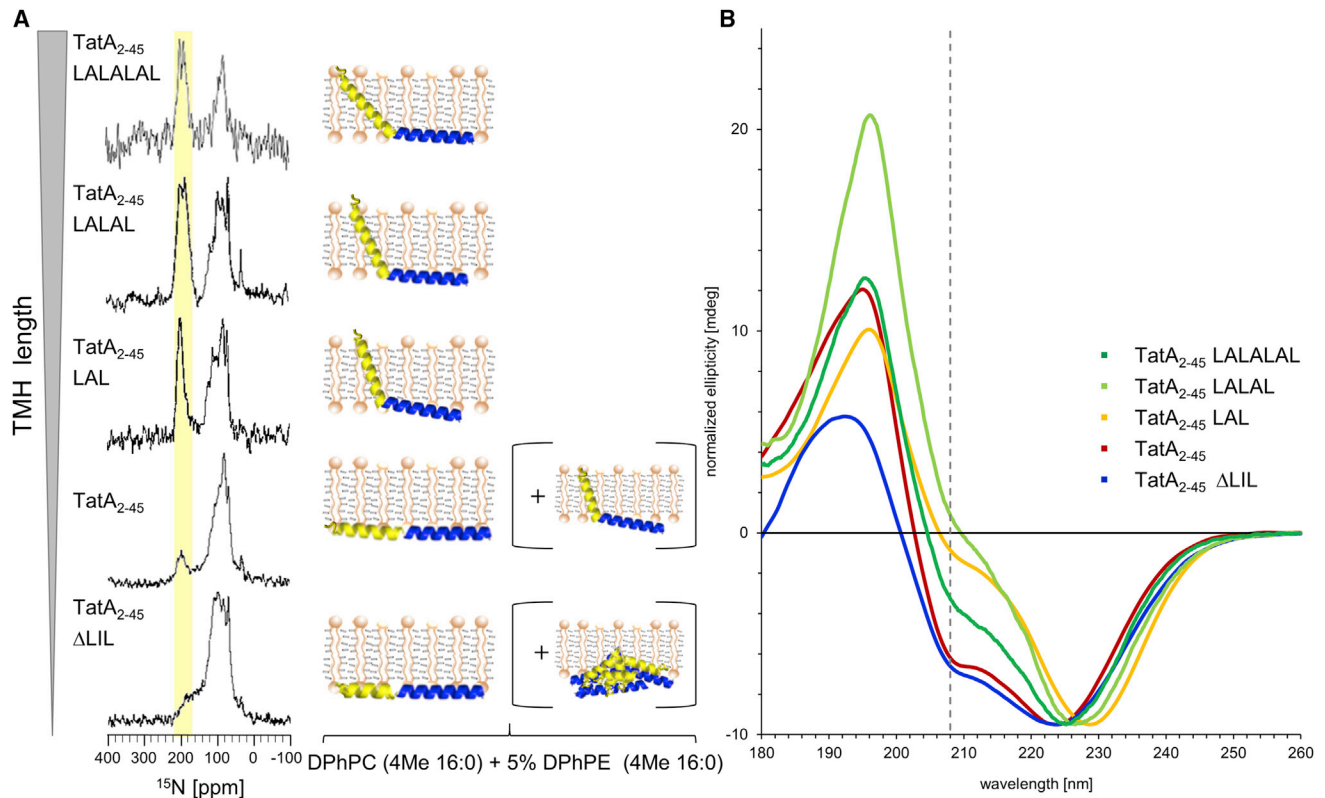 A
TatA2-45
LALALAL
TatA2-45
LALAL
TatA2-45
LAL
TatA2-45
TatA2-45
ΔLIL
TMH length
+
+
400 300 200 100 0 -100
15N [ppm]
DPhPC (4Me 16:0) + 5% DPhPE (4Me 16:0)
B
normalized ellipticity [mdeg]
20
10
0
-10
180 190 200 210 220 230 240 250 260
wavelength [nm]
TatA2-45 LALALAL
TatA2-45 LALAL
TatA2-45 LAL
TatA2-45
TatA2-45 ΔLIL